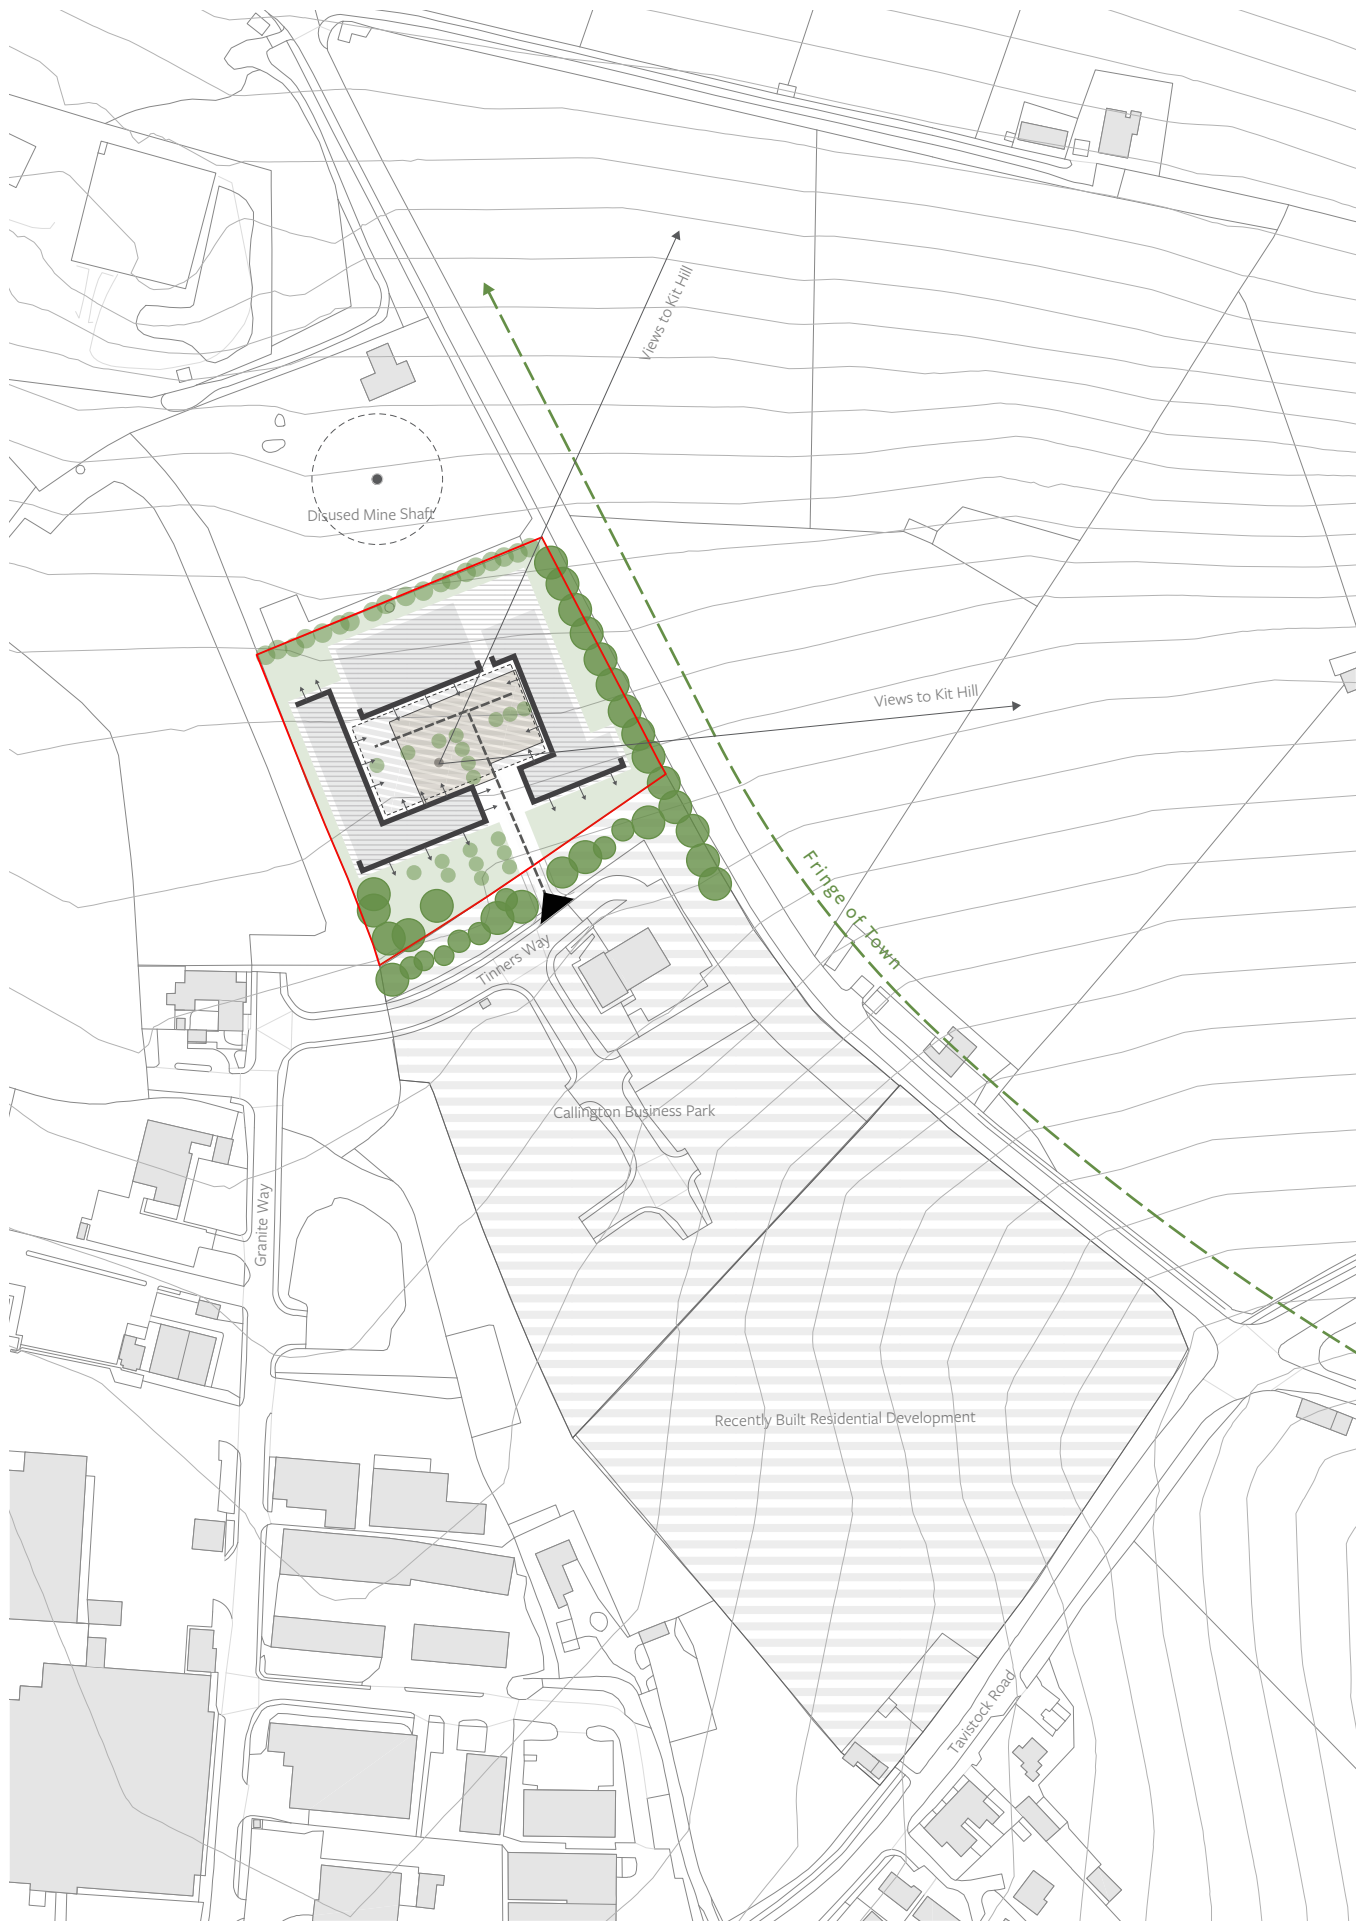 Views to Kit Hill
Disused Mine Shaft
Views to Kit Hill
Fringe of Town
Tinners Way
Callington Business Park
Granite Way
Recently Built Residential Development
Tavistock Road